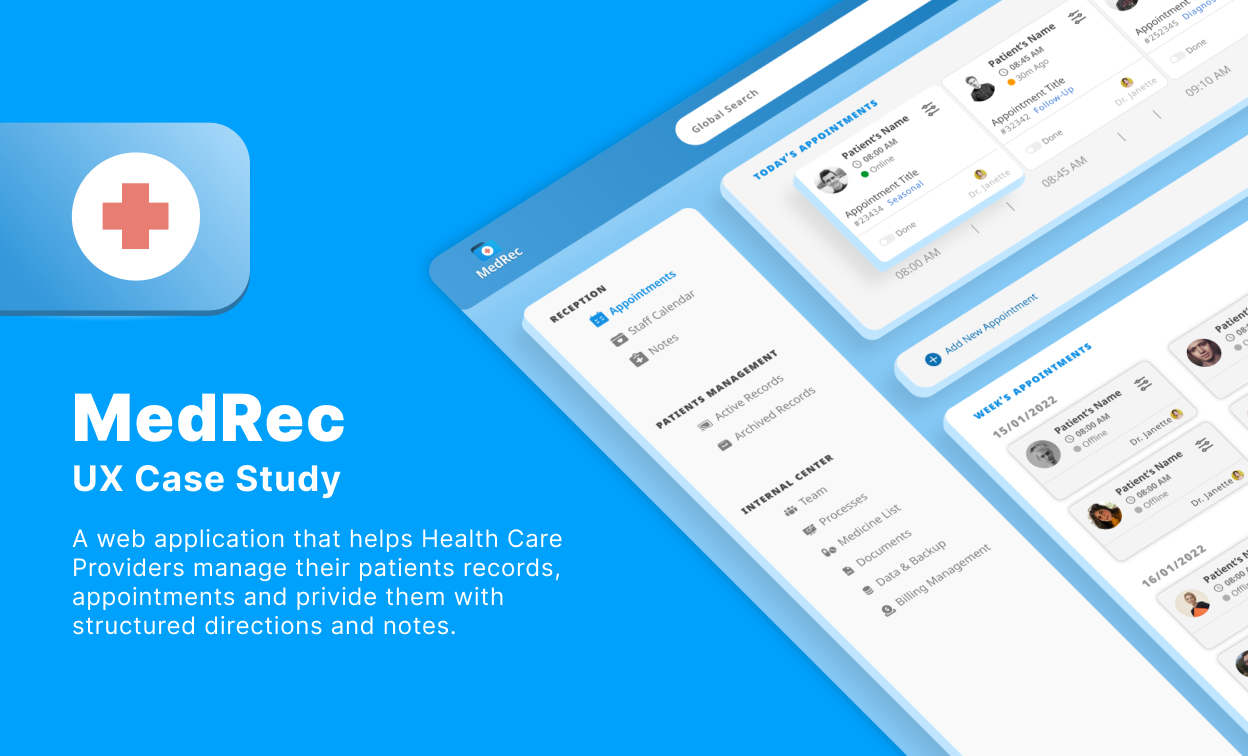 MedRec
UX Case Study
A web application that helps Health Care
Providers manage their patients records,
appointments and privide them with
structured directions and notes.
MedRec
Global Search
RECEPTION
Appointments
Staff Calendar
Notes
PATIENTS MANAGEMENT
Active Records
Archived Records
INTERNAL CENTER
Team
Processes
Medicine List
Documents
Data & Backup
Billing Management
TODAY'S APPOINTMENTS
Patient's Name
08:00 AM
Online
Appointment Title
#23434 Seasonal
Dr. Janette
Done
Patient's Name
08:45 AM
30m Ago
Appointment Title
#32342 Follow-Up
Dr. Janette
Done
Appointment
#252345
Done
08:00 AM
08:45 AM
09:10 AM
Add New Appointment
WEEK'S APPOINTMENTS
15/01/2022
Patient's Name
08:00 AM
Offline
Dr. Janette
Patient's Name
08:00 AM
Offline
Dr. Janette
Patient's
16/01/2022
Patient's